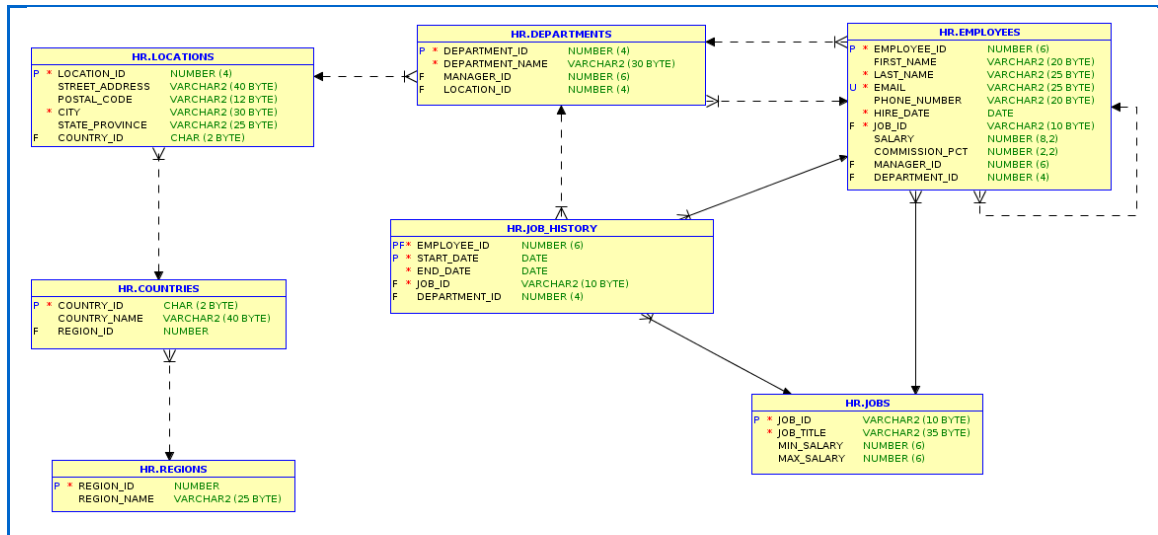 HR.LOCATIONS
P * LOCATION_ID NUMBER (4)
STREET_ADDRESS VARCHAR2 (40 BYTE)
POSTAL_CODE VARCHAR2 (12 BYTE)
* CITY VARCHAR2 (30 BYTE)
STATE_PROVINCE VARCHAR2 (25 BYTE)
F COUNTRY_ID CHAR (2 BYTE)
HR.DEPARTMENTS
P * DEPARTMENT_ID NUMBER (4)
* DEPARTMENT_NAME VARCHAR2 (30 BYTE)
F MANAGER_ID NUMBER (6)
F LOCATION_ID NUMBER (4)
HR.EMPLOYEES
P * EMPLOYEE_ID NUMBER (6)
FIRST_NAME VARCHAR2 (20 BYTE)
* LAST_NAME VARCHAR2 (25 BYTE)
U * EMAIL VARCHAR2 (25 BYTE)
PHONE_NUMBER VARCHAR2 (20 BYTE)
* HIRE_DATE DATE
F * JOB_ID VARCHAR2 (10 BYTE)
SALARY NUMBER (8,2)
COMMISSION_PCT NUMBER (2,2)
F MANAGER_ID NUMBER (6)
F DEPARTMENT_ID NUMBER (4)
HR.JOB_HISTORY
PF* EMPLOYEE_ID NUMBER (6)
P * START_DATE DATE
* END_DATE DATE
F * JOB_ID VARCHAR2 (10 BYTE)
F DEPARTMENT_ID NUMBER (4)
HR.COUNTRIES
P * COUNTRY_ID CHAR (2 BYTE)
COUNTRY_NAME VARCHAR2 (40 BYTE)
F REGION_ID NUMBER
HR.JOBS
P * JOB_ID VARCHAR2 (10 BYTE)
* JOB_TITLE VARCHAR2 (35 BYTE)
MIN_SALARY NUMBER (6)
MAX_SALARY NUMBER (6)
HR.REGIONS
P * REGION_ID NUMBER
REGION_NAME VARCHAR2 (25 BYTE)